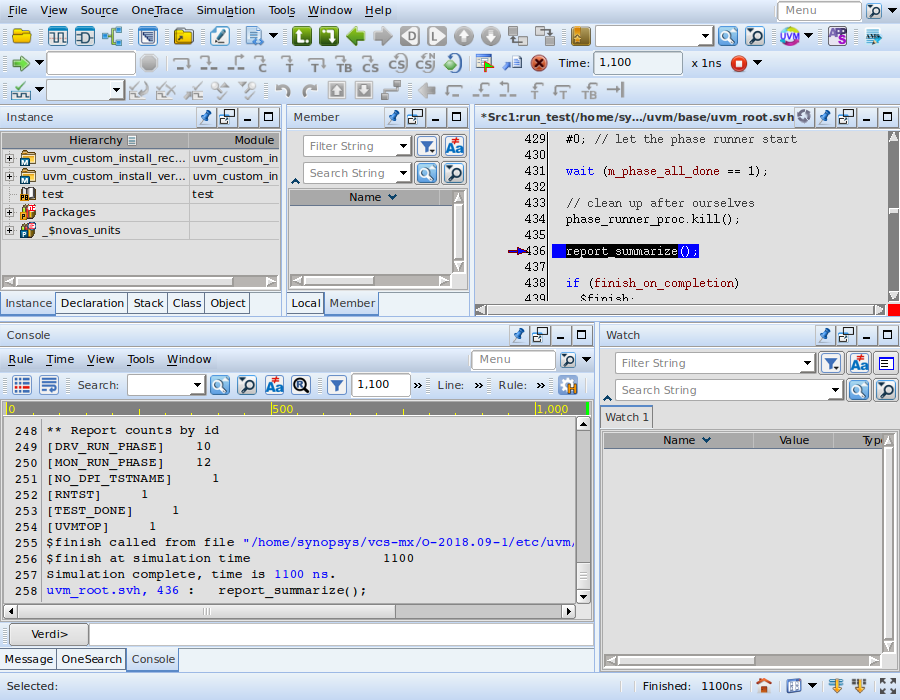 File View Source OneTrace Simulation Tools Window Help Menu
Time: 1,100 x 1ns
Instance
Hierarchy Module
uvm_custom_install_rec... uvm_custom_in
uvm_custom_install_ver... uvm_custom_in
test test
Packages
_$novas_units
Instance Declaration Stack Class Object
Member
Filter String
Search String
Name
Local Member
*Src1:run_test(/home/sy.../uvm/base/uvm_root.svh
429 #0; // let the phase runner start
430
431 wait (m_phase_all_done == 1);
432
433 // clean up after ourselves
434 phase_runner_proc.kill();
435
436 report_summarize();
437
438 if (finish_on_completion)
439 $finish;
Console
Rule Time View Tools Window Menu
Search: 1,100 » Line: » Rule: »
0 500 1,000
248 ** Report counts by id
249 [DRV_RUN_PHASE] 10
250 [MON_RUN_PHASE] 12
251 [NO_DPI_TSTNAME] 1
252 [RNTST] 1
253 [TEST_DONE] 1
254 [UVMTOP] 1
255 $finish called from file "/home/synopsys/vcs-mx/O-2018.09-1/etc/uvm,
256 $finish at simulation time 1100
257 Simulation complete, time is 1100 ns.
258 uvm_root.svh, 436 : report_summarize();
Verdi>
Message OneSearch Console
Watch
Filter String
Search String
Watch 1
Name Value Type
Selected: Finished: 1100ns